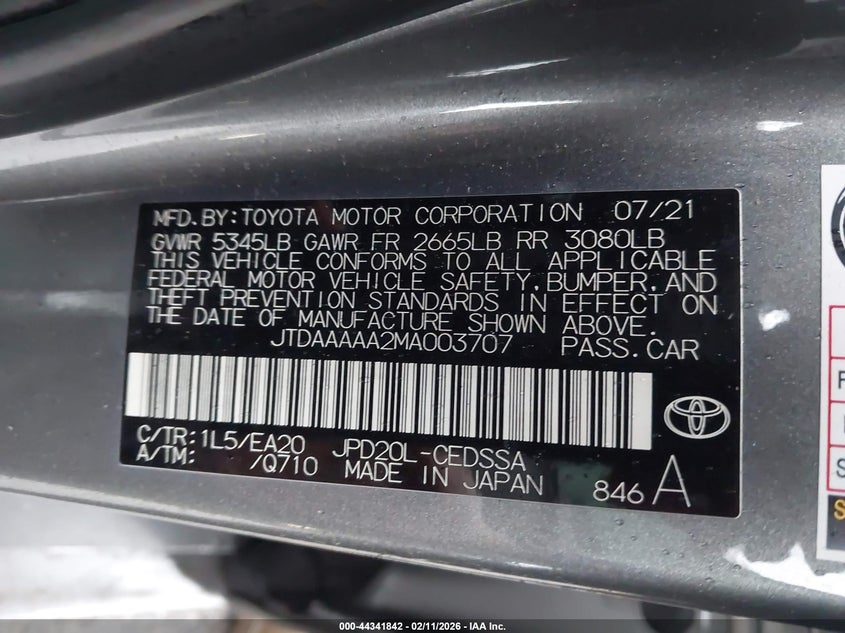 MFD.BY:TOYOTA MOTOR CORPORATION 07/21
GVWR 5345LB GAWR FR 2665LB RR 3080LB
THIS VEHICLE CONFORMS TO ALL APPLICABLE
FEDERAL MOTOR VEHICLE SAFETY,BUMPER,AND
THEFT PREVENTION STANDARDS IN EFFECT ON
THE DATE OF MANUFACTURE SHOWN ABOVE.
JTDAAAAA2MA003707 PASS.CAR
C/TR:1L5/EA20 JPD20L-CEDSSA
A/TM: /Q710 MADE IN JAPAN 846 A
000-44341842 - 02/11/2026 - IAA Inc.